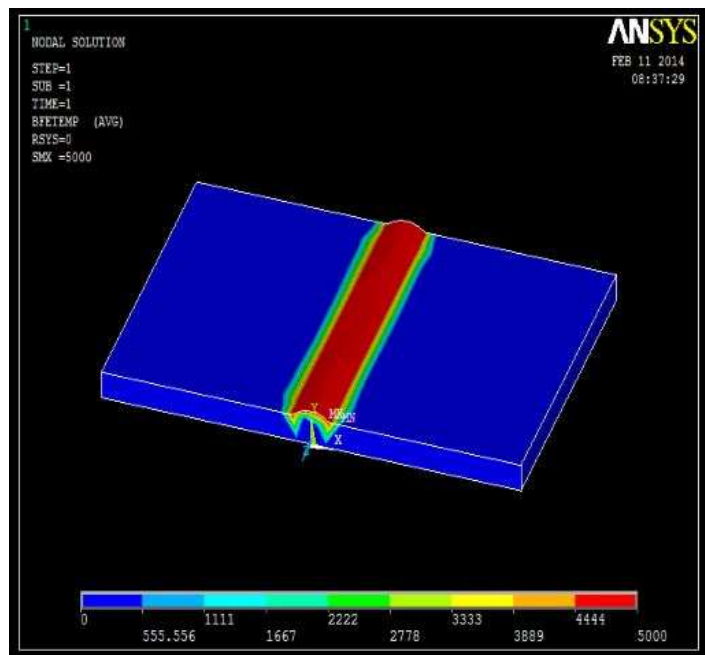 1
NODAL SOLUTION
STEP=1
SUB =1
TIME=1
BFETEMP (AVG)
RSYS=0
SMX =5000
ANSYS
FEB 11 2014
08:37:29
Y
MX
MN
X
0 1111 2222 3333 4444
555.556 1667 2778 3889 5000